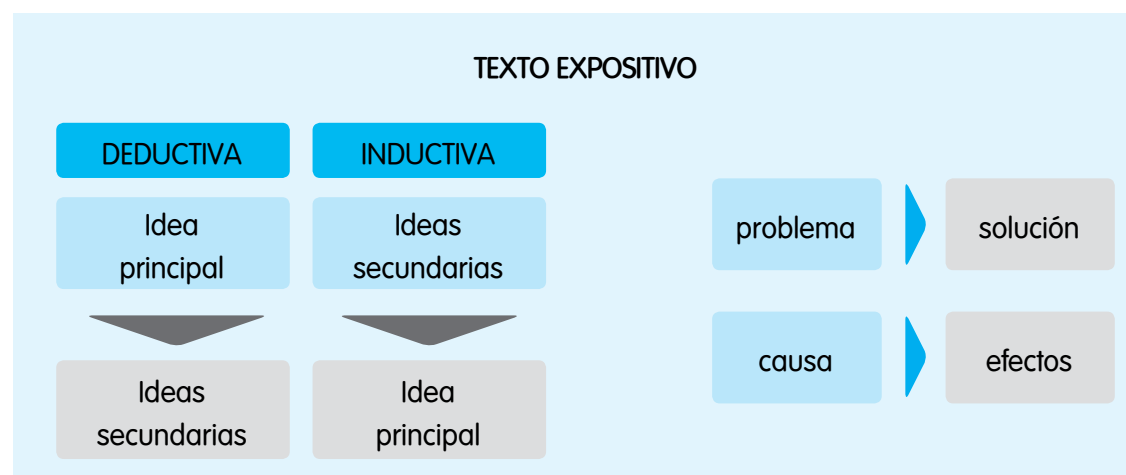 TEXTO EXPOSITIVO
DEDUCTIVA
Idea
principal
Ideas
secundarias
INDUCTIVA
Ideas
secundarias
Idea
principal
problema
solución
causa
efectos